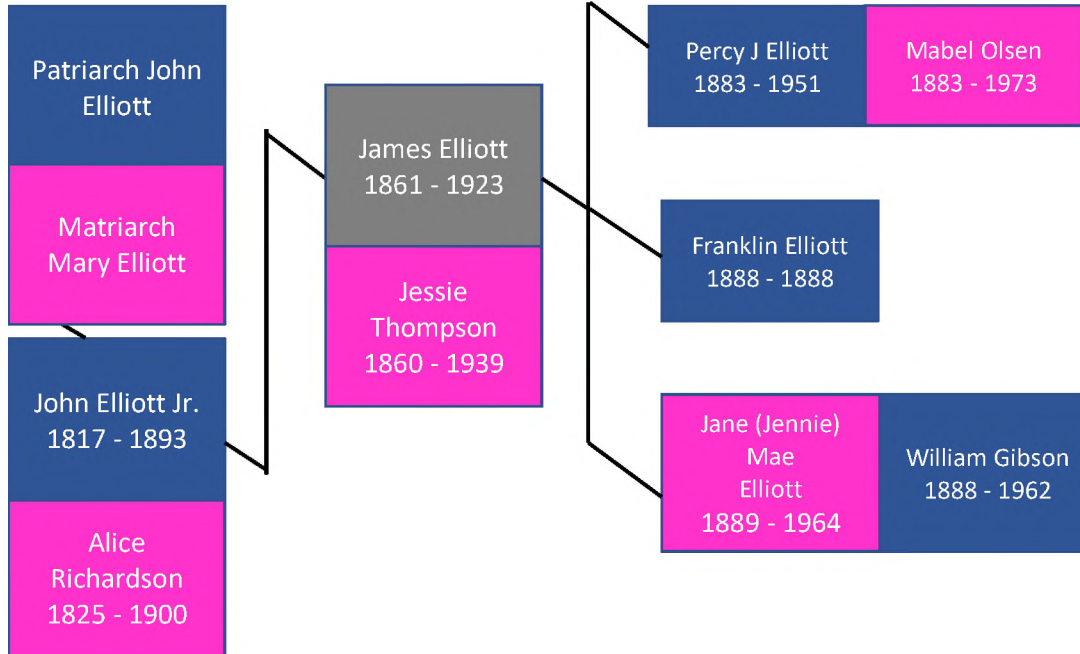 Patriarch John
Elliott
Matriarch
Mary Elliott
John Elliott Jr.
1817 - 1893
Alice
Richardson
1825 - 1900
James Elliott
1861 - 1923
Jessie
Thompson
1860 - 1939
Percy J Elliott
1883 - 1951
Mabel Olsen
1883 - 1973
Franklin Elliott
1888 - 1888
Jane (Jennie)
Mae
Elliott
1889 - 1964
William Gibson
1888 - 1962